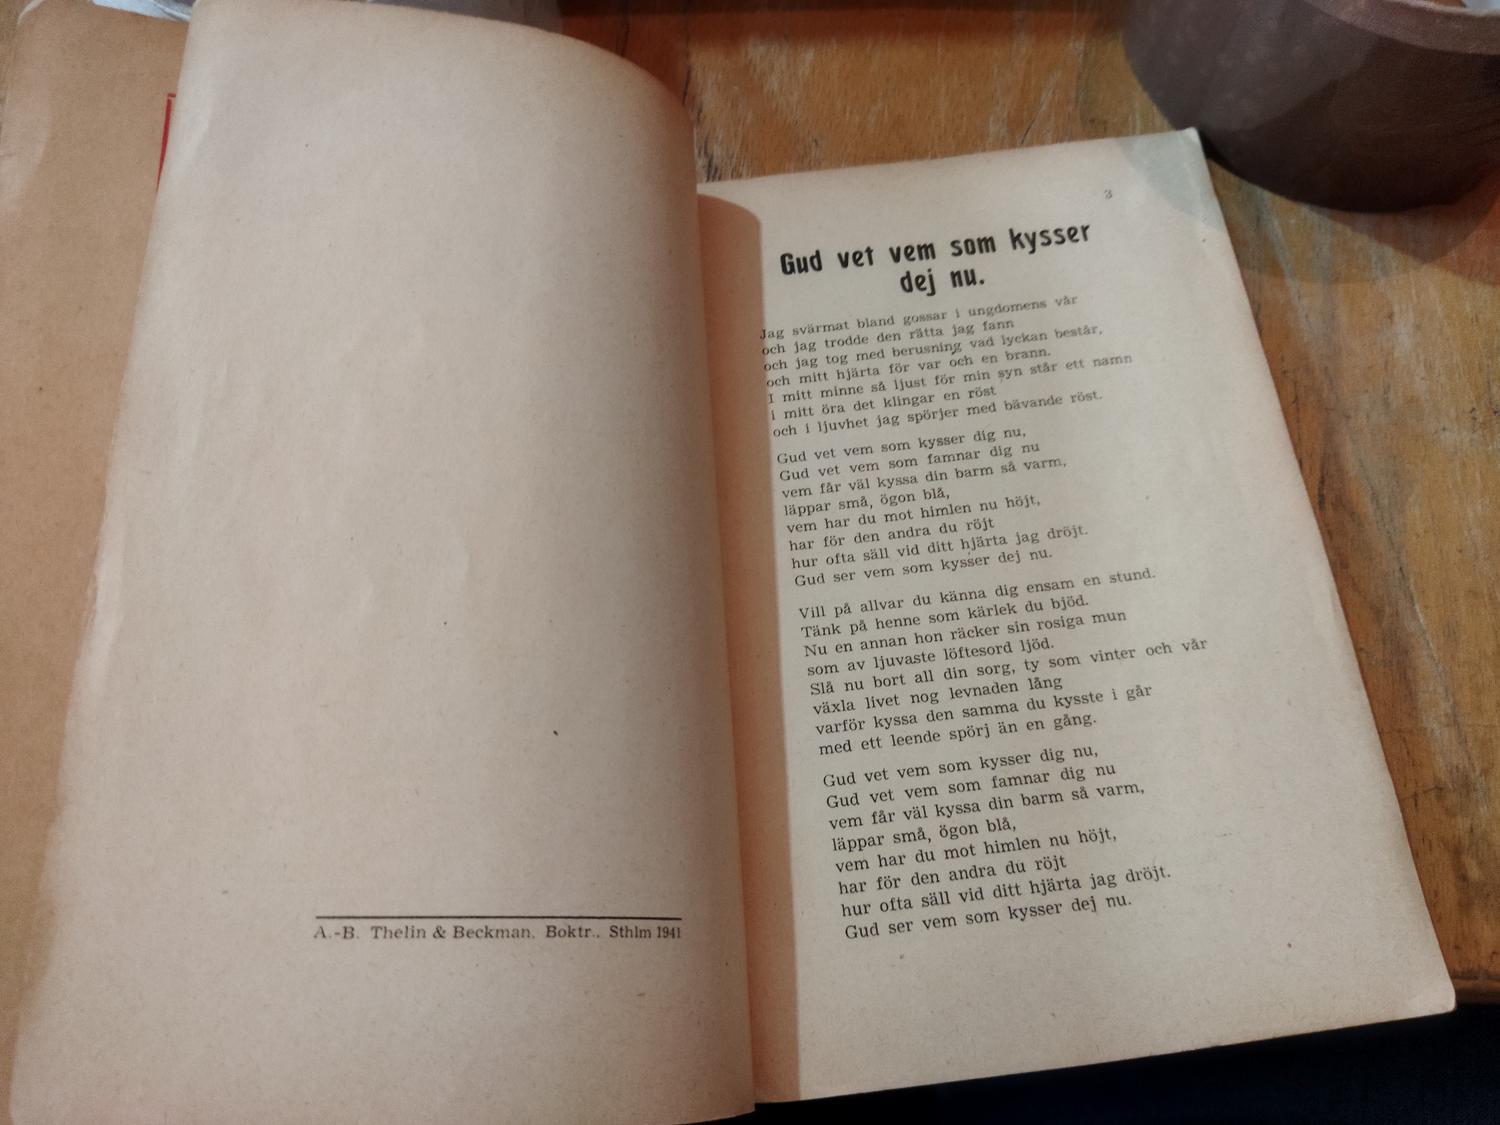 A.-B. Thelin & Beckman. Boktr.. Sthlm 1941
3
Gud vet vem som kysser
dej nu.
Jag svärmat bland gossar i ungdomens vår
och jag trodde den rätta jag fann
och jag tog med berusning vad lyckan består,
och mitt hjärta för var och en brann.
I mitt minne så ljust för min syn står ett namn
i mitt öra det klingar en röst
och i ljuvhet jag spörjer med bävande röst.
Gud vet vem som kysser dig nu,
Gud vet vem som famnar dig nu
vem får väl kyssa din barm så varm,
läppar små, ögon blå,
vem har du mot himlen nu höjt,
har för den andra du röjt
hur ofta säll vid ditt hjärta jag dröjt.
Gud ser vem som kysser dej nu.
Vill på allvar du känna dig ensam en stund.
Tänk på henne som kärlek du bjöd.
Nu en annan hon räcker sin rosiga mun
som av ljuvaste löftesord ljöd.
Slå nu bort all din sorg, ty som vinter och vår
växla livet nog levnaden lång
varför kyssa den samma du kysste i går
med ett leende spörj än en gång.
Gud vet vem som kysser dig nu,
Gud vet vem som famnar dig nu
vem får väl kyssa din barm så varm,
läppar små, ögon blå,
vem har du mot himlen nu höjt,
har för den andra du röjt
hur ofta säll vid ditt hjärta jag dröjt.
Gud ser vem som kysser dej nu.